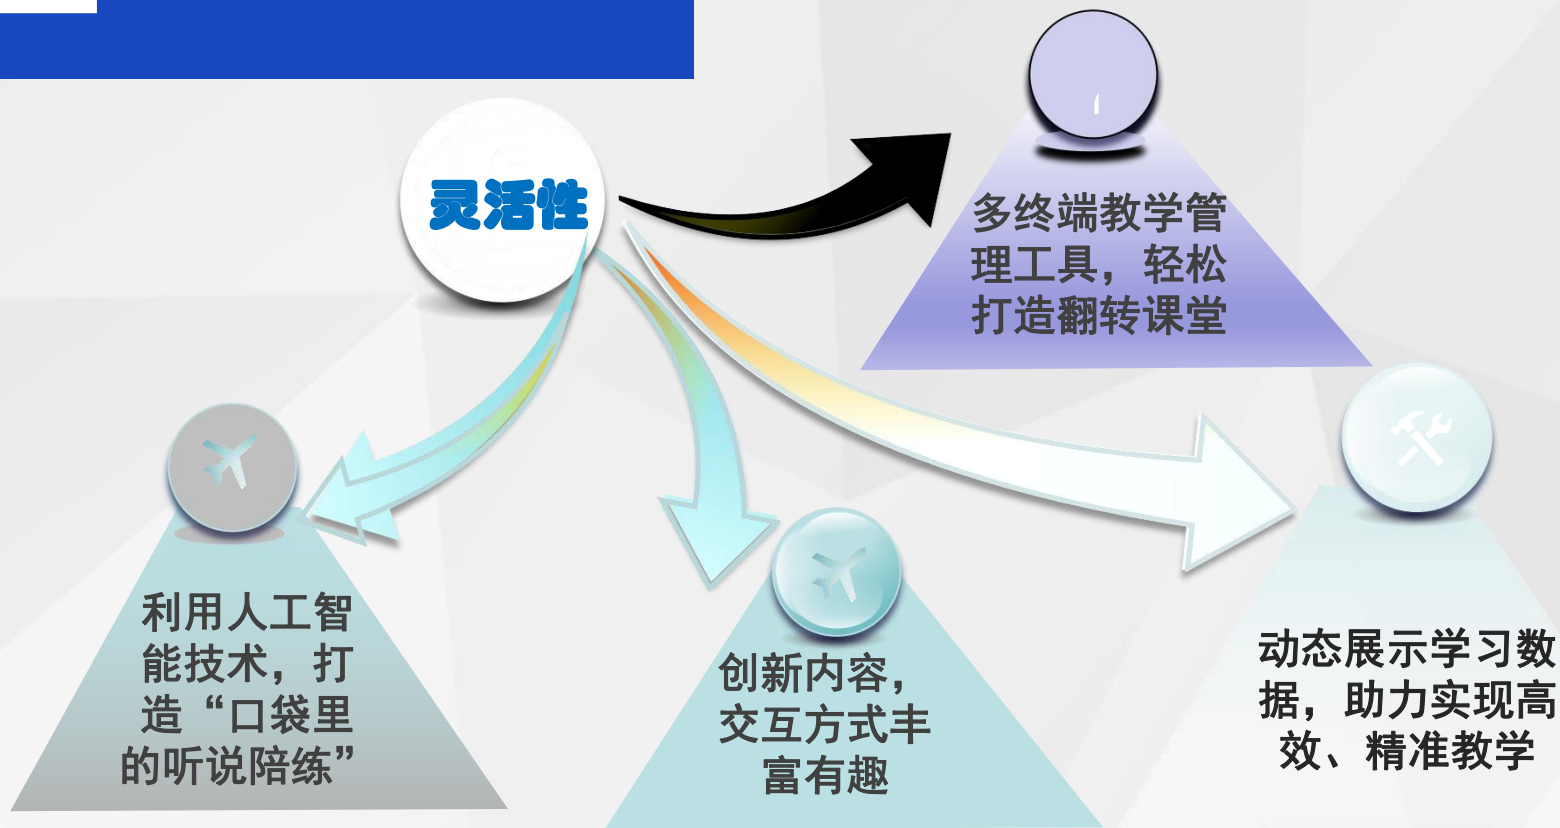 灵活性
多终端教学管
理工具，轻松
打造翻转课堂
利用人工智
能技术，打
造“口袋里
的听说陪练”
创新内容，
交互方式丰
富有趣
动态展示学习数
据，助力实现高
效、精准教学